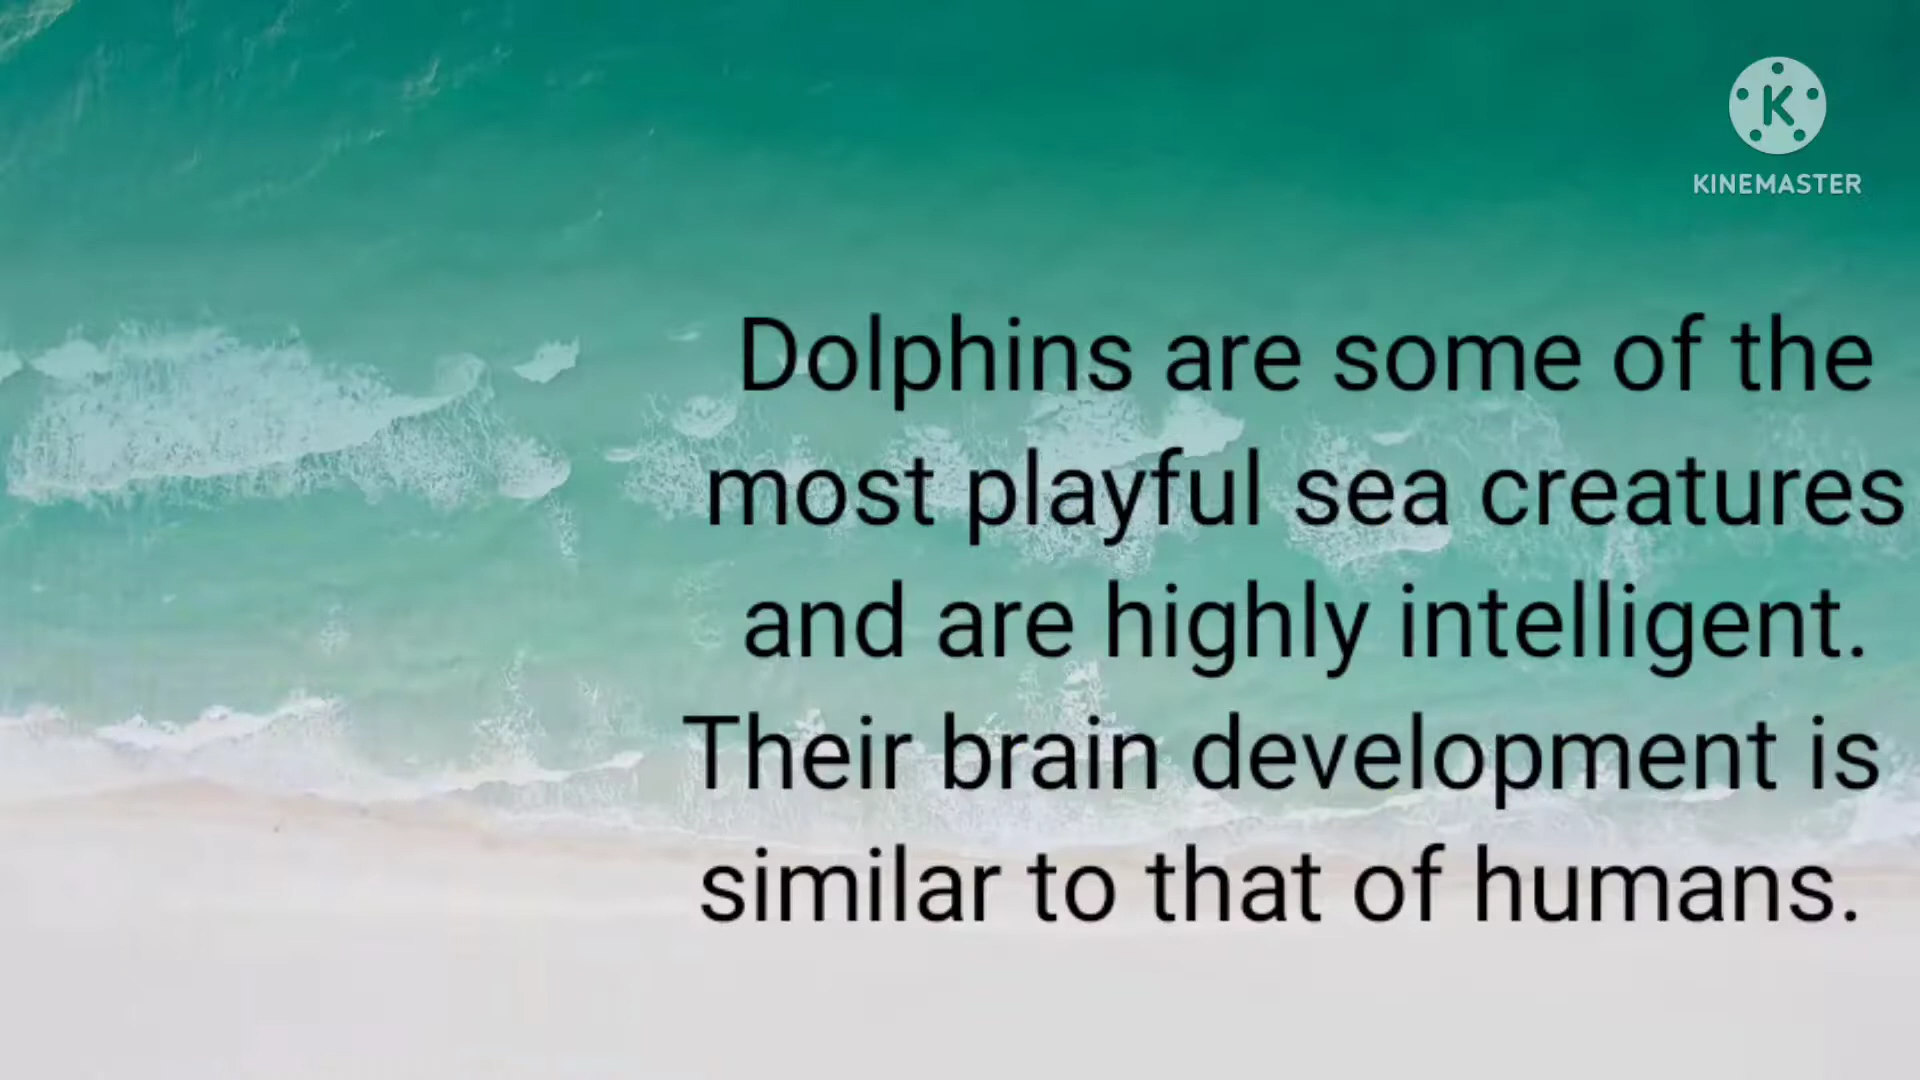 KINEMASTER
Dolphins are some of the
most playful sea creatures
and are highly intelligent.
Their brain development is
similar to that of humans.